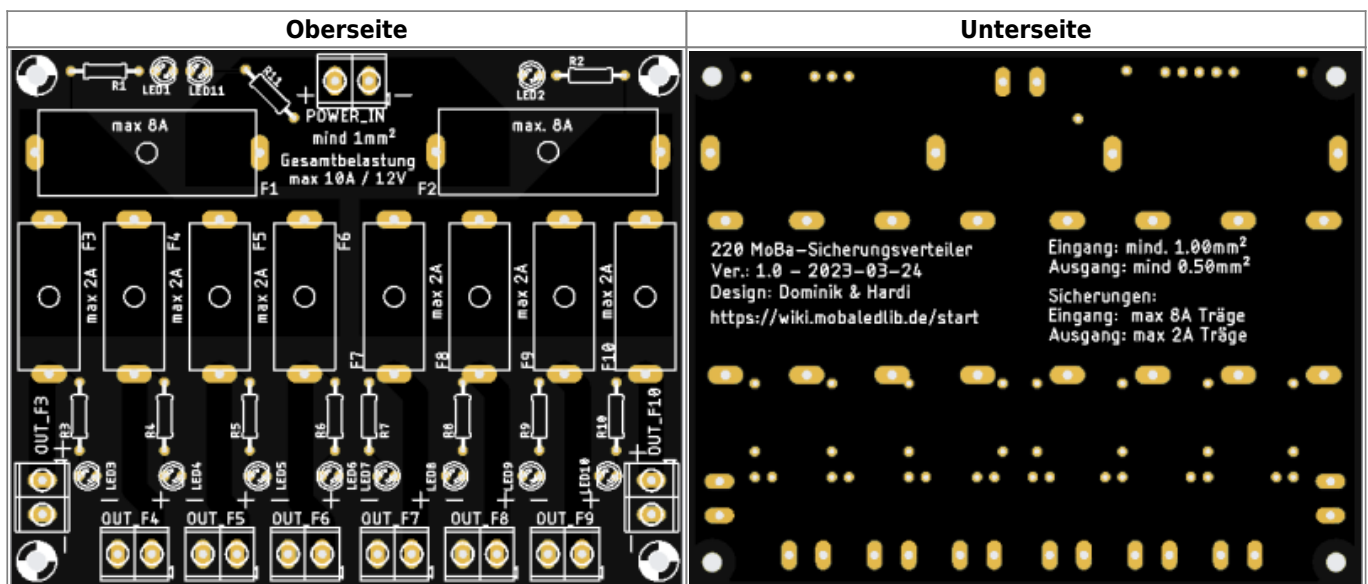 Oberseite
Unterseite
R1
LED1
LED11
R11
+
-
POWER_IN
mind 1mm²
Gesamtbelastung
max 10A / 12V
LED2
R2
max 8A
F1
max. 8A
F2
F3
max 2A
F4
max 2A
F5
max 2A
F6
max 2A
F7
max 2A
F8
max 2A
F9
max 2A
F10
OUT_F3
+
-
R3
R4
R5
R6
R7
R8
R9
R10
OUT_F10
+
-
LED3
LED4
LED5
LED6
LED7
LED8
LED9
LED10
- +
- +
- +
- +
- +
- +
OUT_F4
OUT_F5
OUT_F6
OUT_F7
OUT_F8
OUT_F9
220 MoBa-Sicherungsverteiler
Ver.: 1.0 - 2023-03-24
Design: Dominik & Hardi
https://wiki.mobaledlib.de/start
Eingang: mind. 1.00mm²
Ausgang: mind 0.50mm²
Sicherungen:
Eingang: max 8A Träge
Ausgang: max 2A Träge